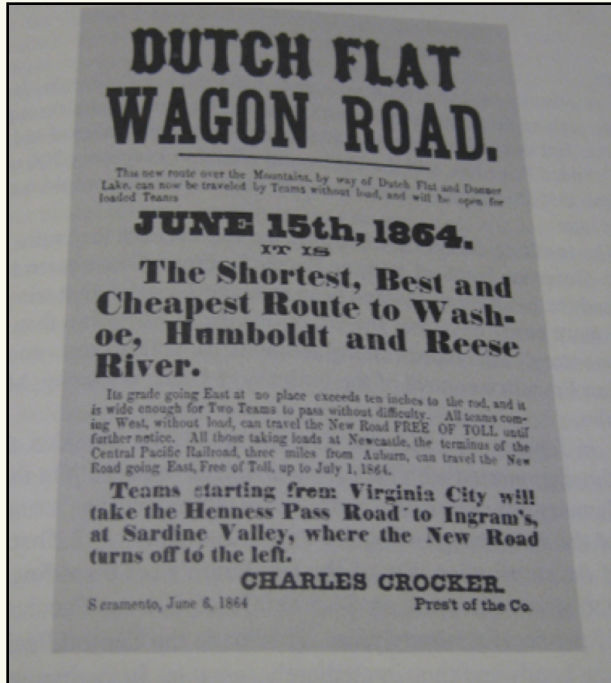 DUTCH FLAT
WAGON ROAD.
This new route over the Mountains, by way of Dutch Flat and Donner
Lake, can now be traveled by Teams without load, and will be open for
loaded Teams
JUNE 15th, 1864.
IT IS
The Shortest, Best and
Cheapest Route to Wash-
oe, Humboldt and Reese
River.
Its grade going East at no place exceeds ten inches to the rod, and it
is wide enough for Two Teams to pass without difficulty. All teams com-
ing West, without load, can travel the New Road FREE OF TOLL until
further notice. All those taking loads at Newcastle, the terminus of the
Central Pacific Railroad, three miles from Auburn, can travel the New
Road going East, Free of Toll, up to July 1, 1864.
Teams starting from Virginia City will
take the Henness Pass Road to Ingram's,
at Sardine Valley, where the New Road
turns off to the left.
CHARLES CROCKER
Sacramento, June 6, 1864 Pres't of the Co.